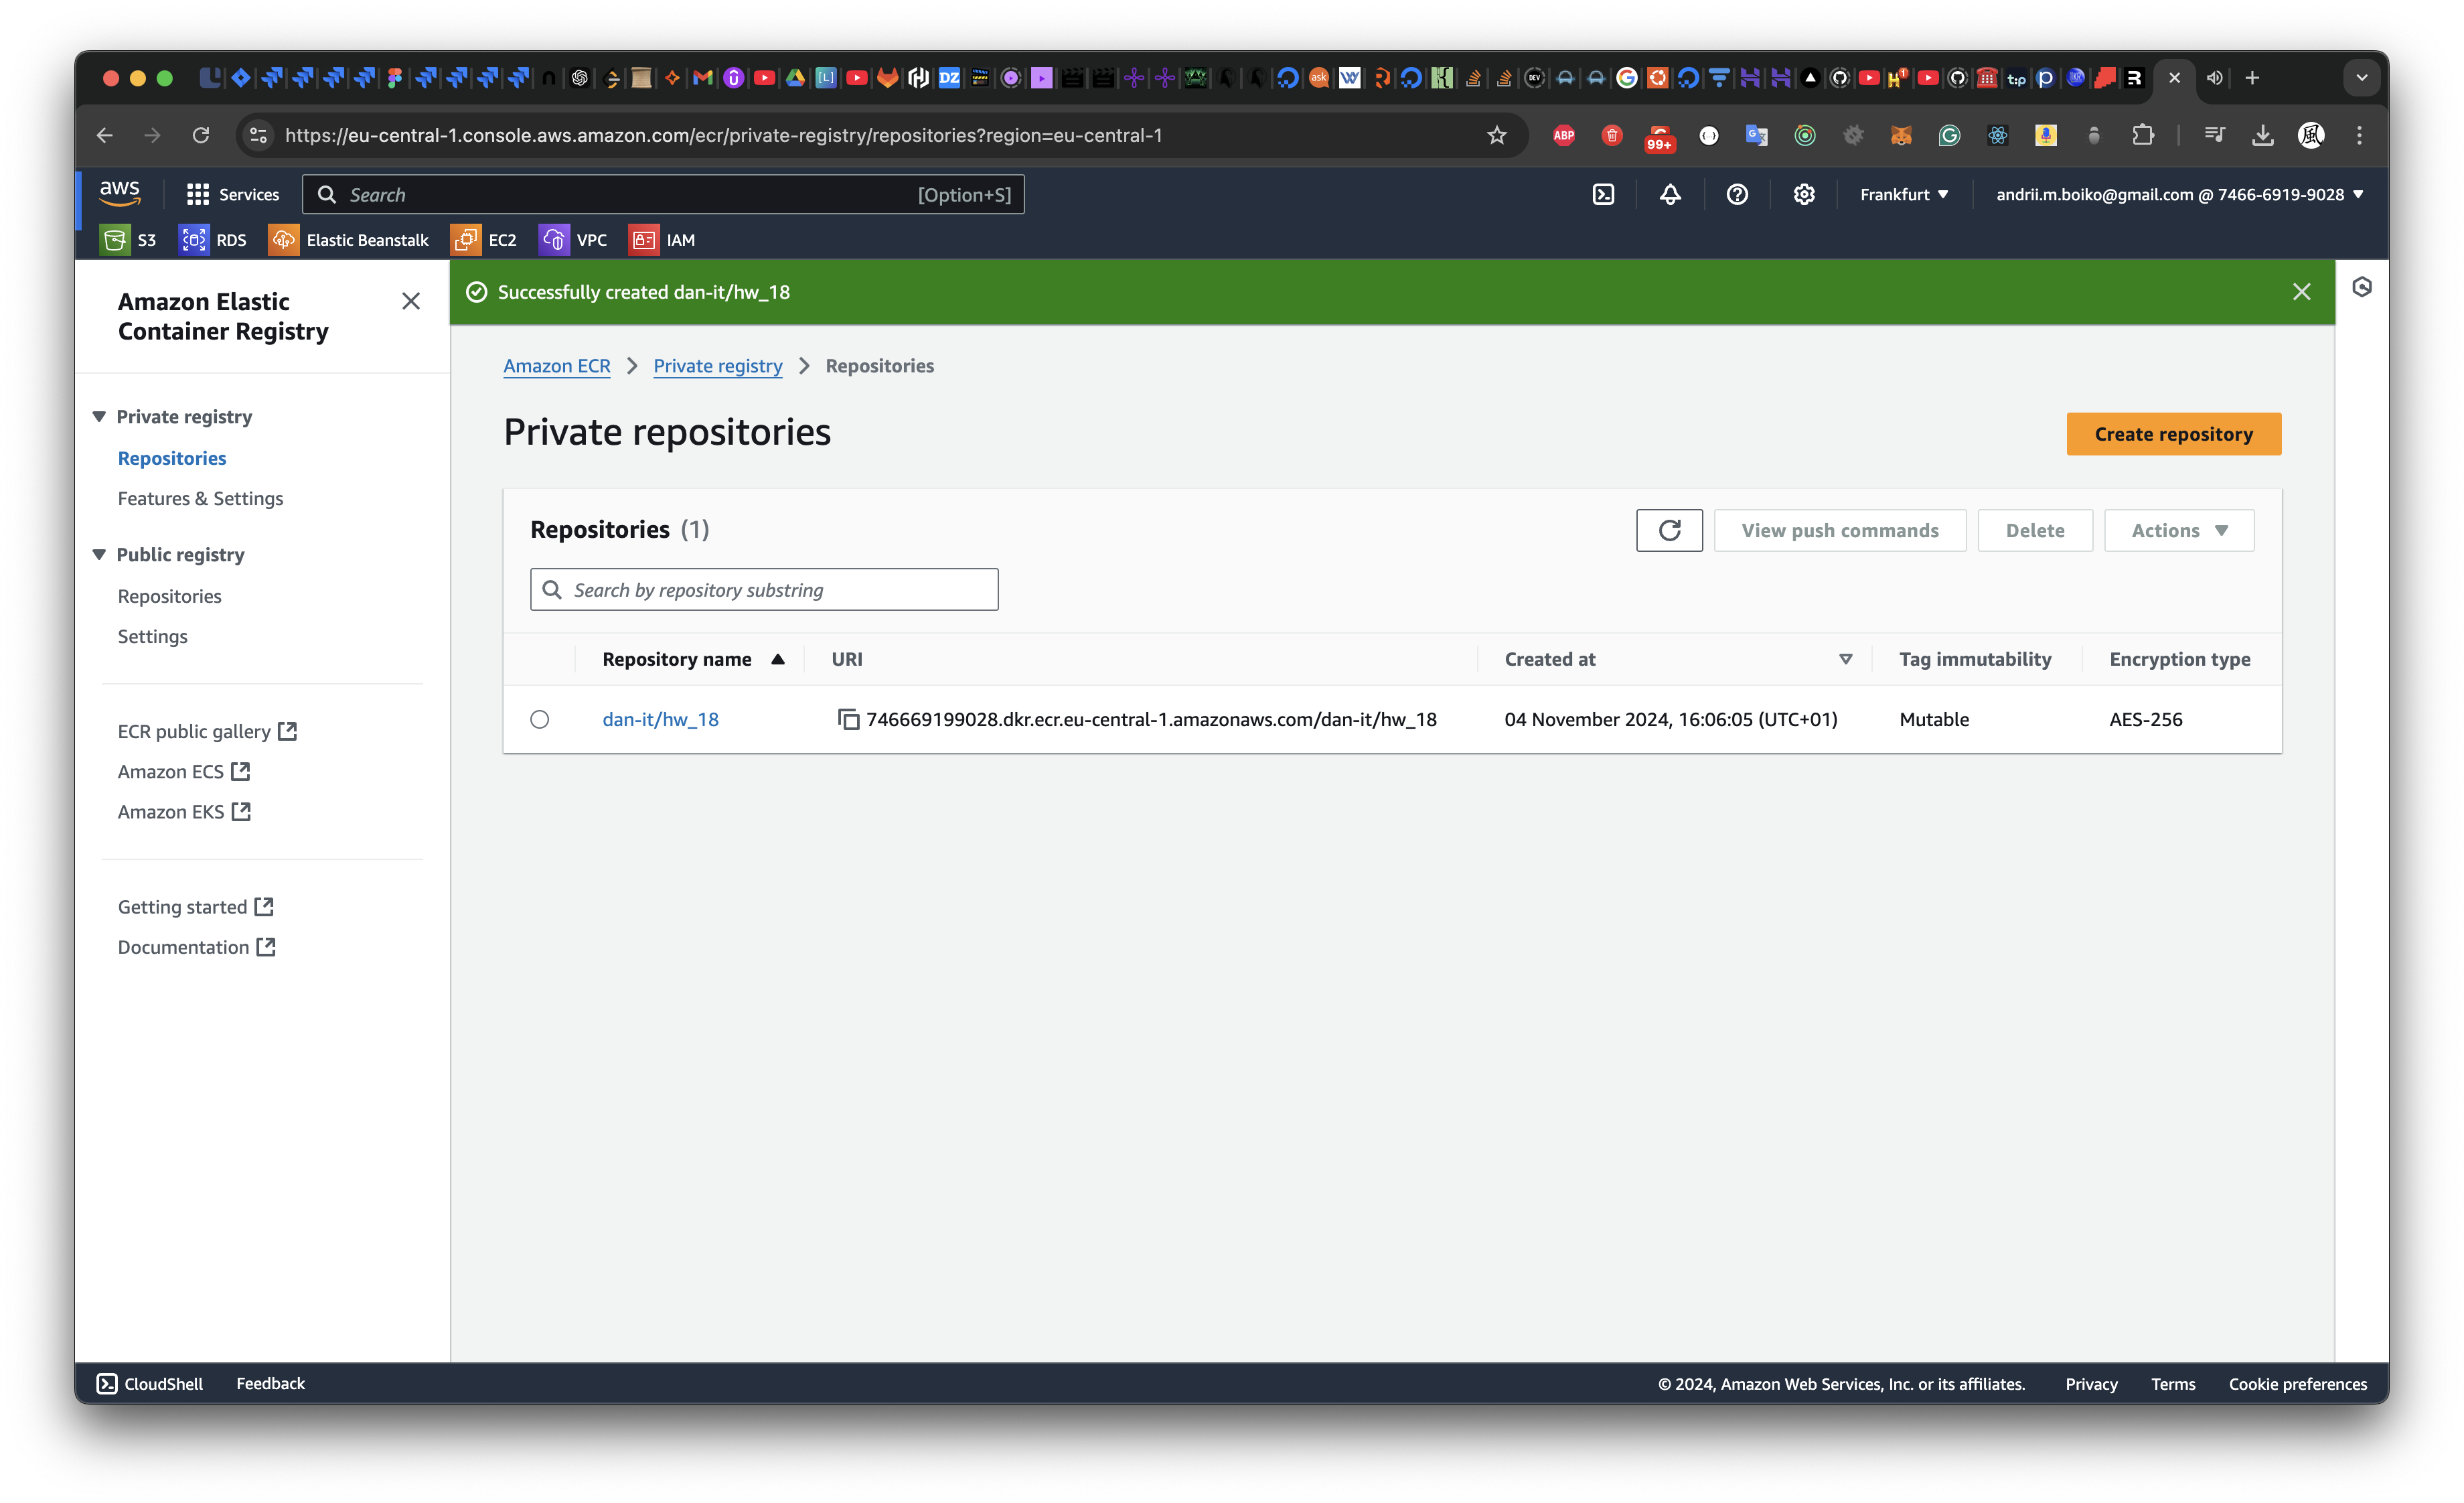 https://eu-central-1.console.aws.amazon.com/ecr/private-registry/repositories?region=eu-central-1
ABP
99+
aws
Services
Search
[Option+S]
Frankfurt
andrii.m.boiko@gmail.com @ 7466-6919-9028
S3
RDS
Elastic Beanstalk
EC2
VPC
IAM
Amazon Elastic
Container Registry
Private registry
Repositories
Features & Settings
Public registry
Repositories
Settings
ECR public gallery
Amazon ECS
Amazon EKS
Getting started
Documentation
Successfully created dan-it/hw_18
Amazon ECR
Private registry
Repositories
Private repositories
Create repository
Repositories (1)
View push commands
Delete
Actions
Search by repository substring
Repository name
URI
Created at
Tag immutability
Encryption type
dan-it/hw_18
746669199028.dkr.ecr.eu-central-1.amazonaws.com/dan-it/hw_18
04 November 2024, 16:06:05 (UTC+01)
Mutable
AES-256
CloudShell
Feedback
© 2024, Amazon Web Services, Inc. or its affiliates.
Privacy
Terms
Cookie preferences